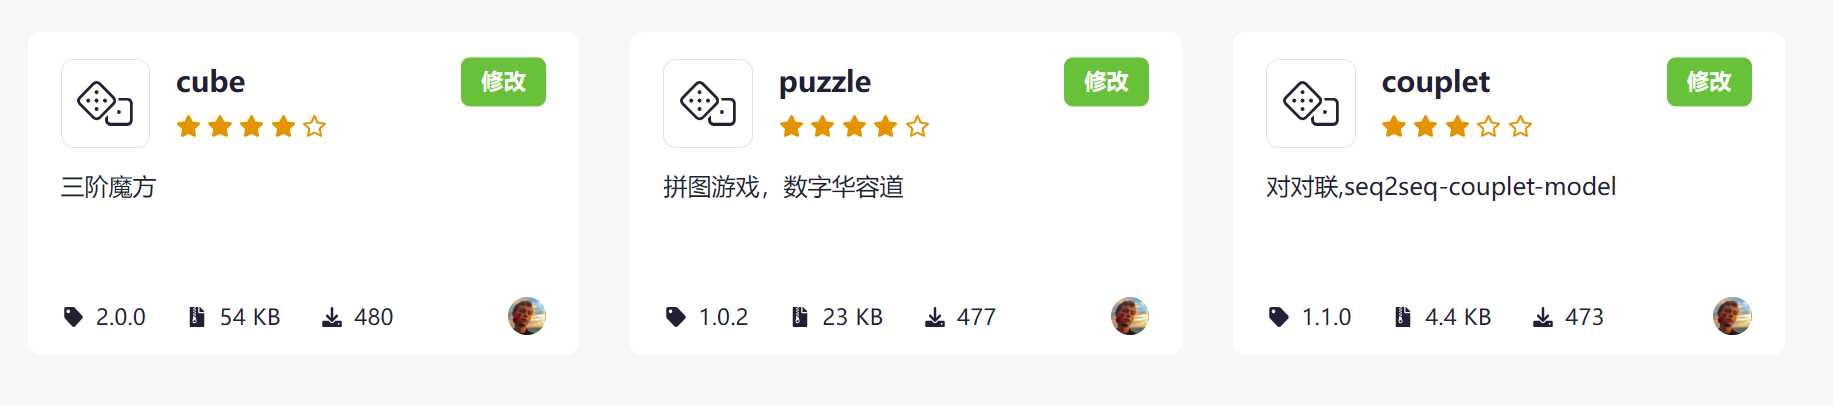 cube
修改
三阶魔方
2.0.0 54 KB 480
puzzle
修改
拼图游戏，数字华容道
1.0.2 23 KB 477
couplet
修改
对对联,seq2seq-couplet-model
1.1.0 4.4 KB 473